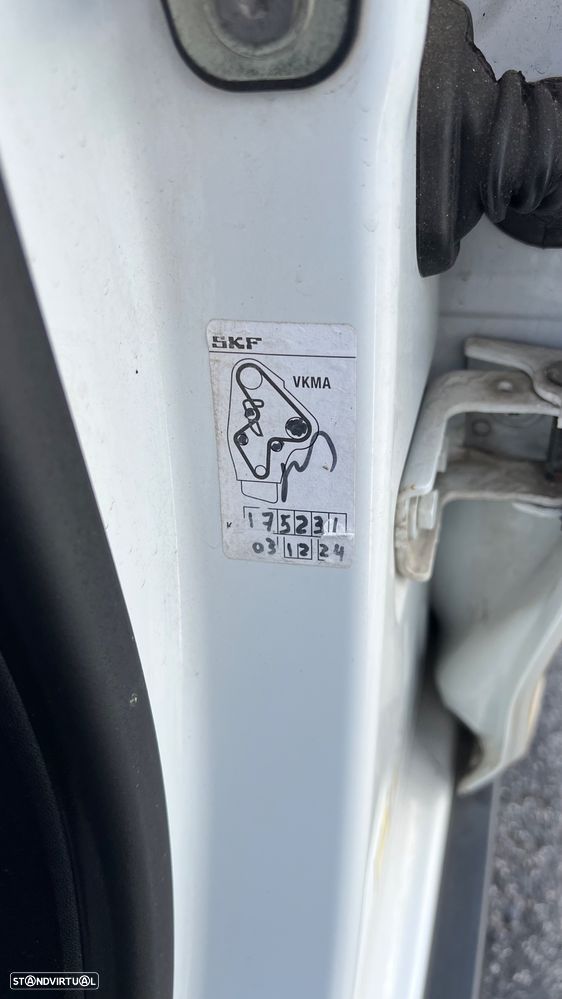 SKF
VKMA
K 175231
03 12 24
STANDVIRTUAL